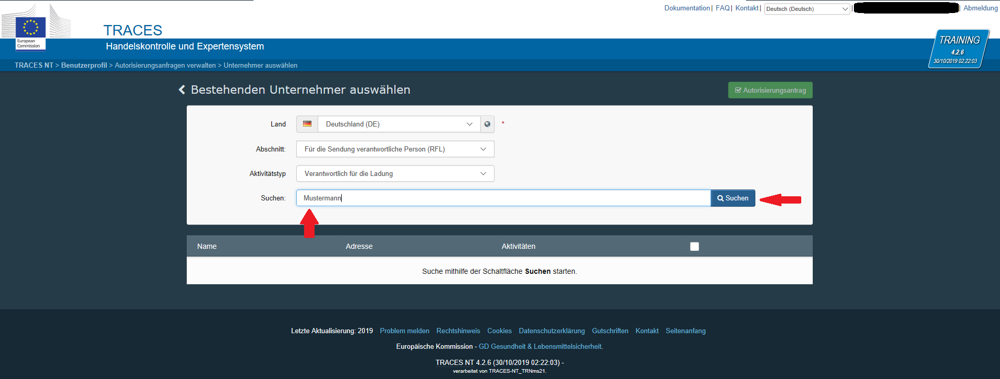 Dokumentation | FAQ | Kontakt | Deutsch (Deutsch) | | Abmeldung
European
Commission
TRACES
Handelskontrolle und Expertensystem
TRAINING
4.2.6
30/10/2019 02:22:03
TRACES NT > Benutzerprofil > Autorisierungsanfragen verwalten > Unternehmer auswählen
Bestehenden Unternehmer auswählen
Autorisierungsantrag
Land Deutschland (DE) *
Abschnitt: Für die Sendung verantwortliche Person (RFL)
Aktivitätstyp Verantwortlich für die Ladung
Suchen: Mustermann Suchen
Name Adresse Aktivitäten
Suche mithilfe der Schaltfläche Suchen starten.
Letzte Aktualisierung: 2019 Problem melden Rechtshinweis Cookies Datenschutzerklärung Gutschriften Kontakt Seitenanfang
Europäische Kommission - GD Gesundheit & Lebensmittelsicherheit.
TRACES NT 4.2.6 (30/10/2019 02:22:03) -
verarbeitet von TRACES-NT_TRNms21.